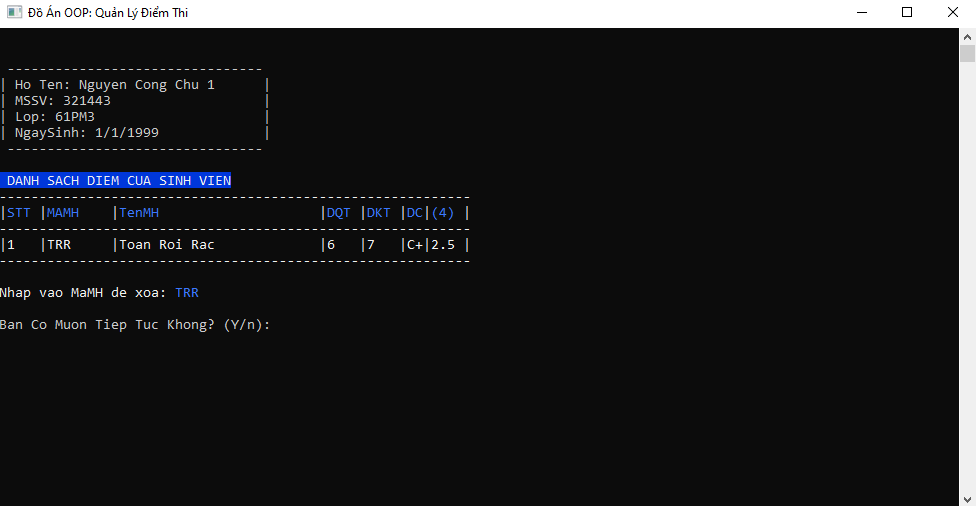 Đồ Án OOP: Quản Lý Điểm Thi
--------------------------------
| Ho Ten: Nguyen Cong Chu 1 |
| MSSV: 321443 |
| Lop: 61PM3 |
| NgaySinh: 1/1/1999 |
--------------------------------
DANH SACH DIEM CUA SINH VIEN
-----------------------------------------------------------
|STT |MAMH |TenMH |DQT |DKT |DC|(4) |
-----------------------------------------------------------
|1 |TRR |Toan Roi Rac |6 |7 |C+|2.5 |
-----------------------------------------------------------
Nhap vao MaMH de xoa: TRR
Ban Co Muon Tiep Tuc Khong? (Y/n):